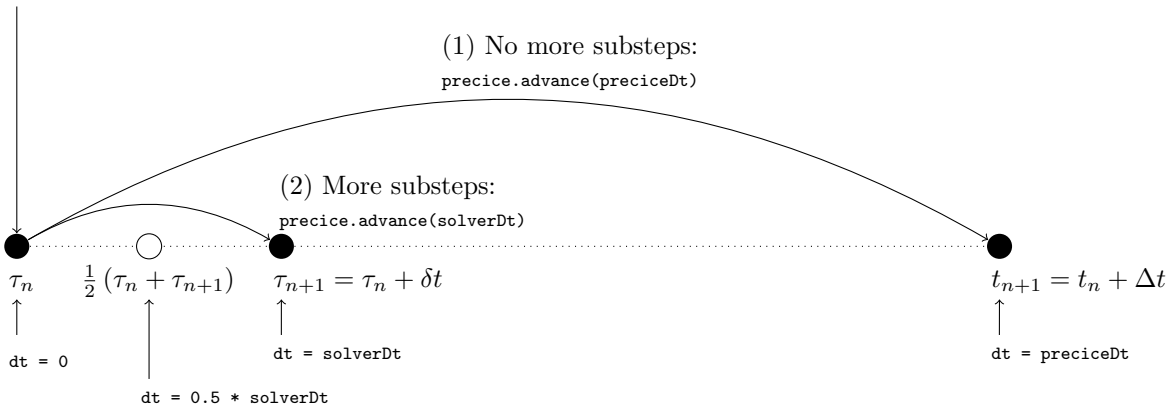 (1) No more substeps:
precice.advance(preciceDt)
(2) More substeps:
precice.advance(solverDt)
τ_n
½ (τ_n + τ_{n+1})
τ_{n+1} = τ_n + δt
t_{n+1} = t_n + Δt
dt = 0
dt = 0.5 * solverDt
dt = solverDt
dt = preciceDt